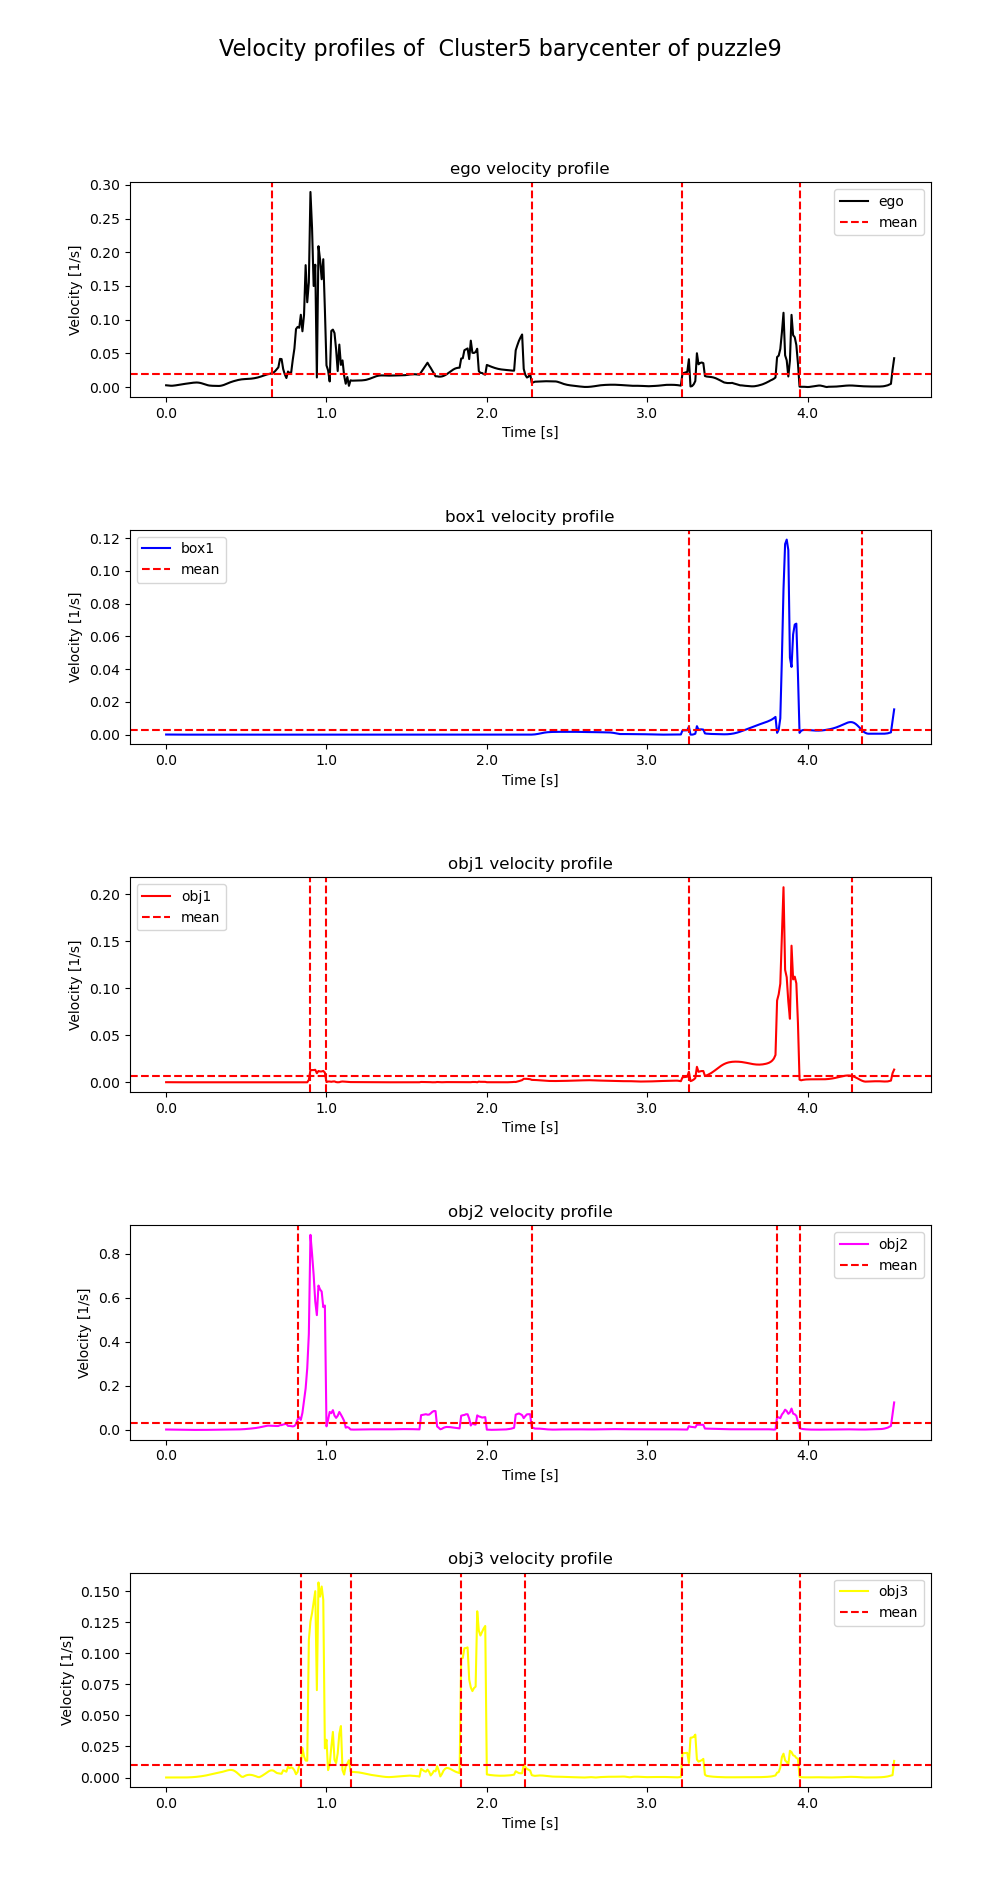 Velocity profiles of  Cluster5 barycenter of puzzle9
ego velocity profile
0.30
0.25
0.20
0.15
0.10
0.05
0.00
Velocity [1/s]
ego
mean
0.0 1.0 2.0 3.0 4.0
Time [s]
box1 velocity profile
0.12
0.10
0.08
0.06
0.04
0.02
0.00
Velocity [1/s]
box1
mean
0.0 1.0 2.0 3.0 4.0
Time [s]
obj1 velocity profile
0.20
0.15
0.10
0.05
0.00
Velocity [1/s]
obj1
mean
0.0 1.0 2.0 3.0 4.0
Time [s]
obj2 velocity profile
0.8
0.6
0.4
0.2
0.0
Velocity [1/s]
obj2
mean
0.0 1.0 2.0 3.0 4.0
Time [s]
obj3 velocity profile
0.150
0.125
0.100
0.075
0.050
0.025
0.000
Velocity [1/s]
obj3
mean
0.0 1.0 2.0 3.0 4.0
Time [s]